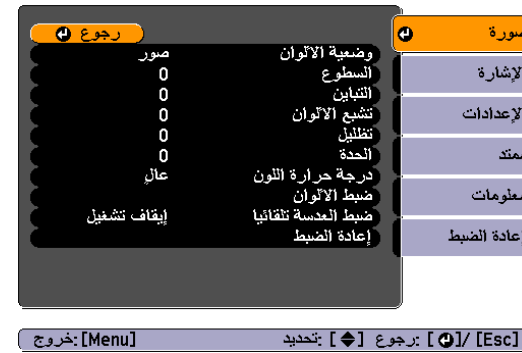 صورة
الإشارة
الإعدادات
ممتد
معلومات
إعادة الضبط
رجوع
وضعية الألوان صور
السطوع 0
التباين 0
تشبع الألوان 0
تظليل 0
الحدة 0
درجة حرارة اللون عالٍ
ضبط الألوان
ضبط العدسة تلقائيا إيقاف تشغيل
إعادة الضبط
[Esc] /[ ] :رجوع [ ] :تحديد [Menu] :خروج